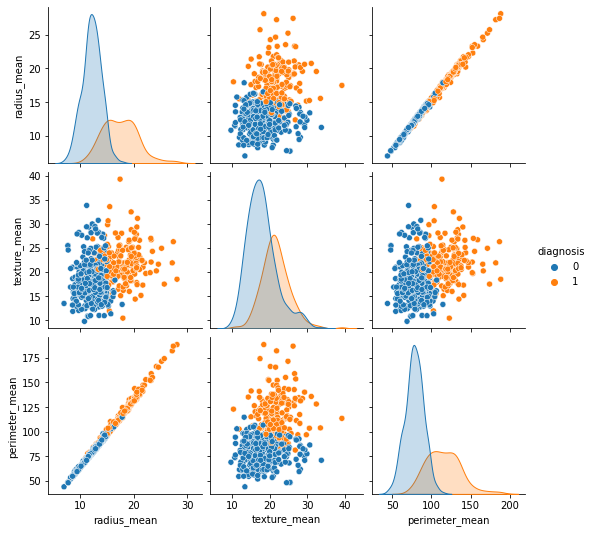 radius_mean
25
20
15
10
texture_mean
40
35
30
25
20
15
10
diagnosis
0
1
perimeter_mean
175
150
125
100
75
50
10 20 30
10 20 30 40
50 100 150 200
radius_mean texture_mean perimeter_mean